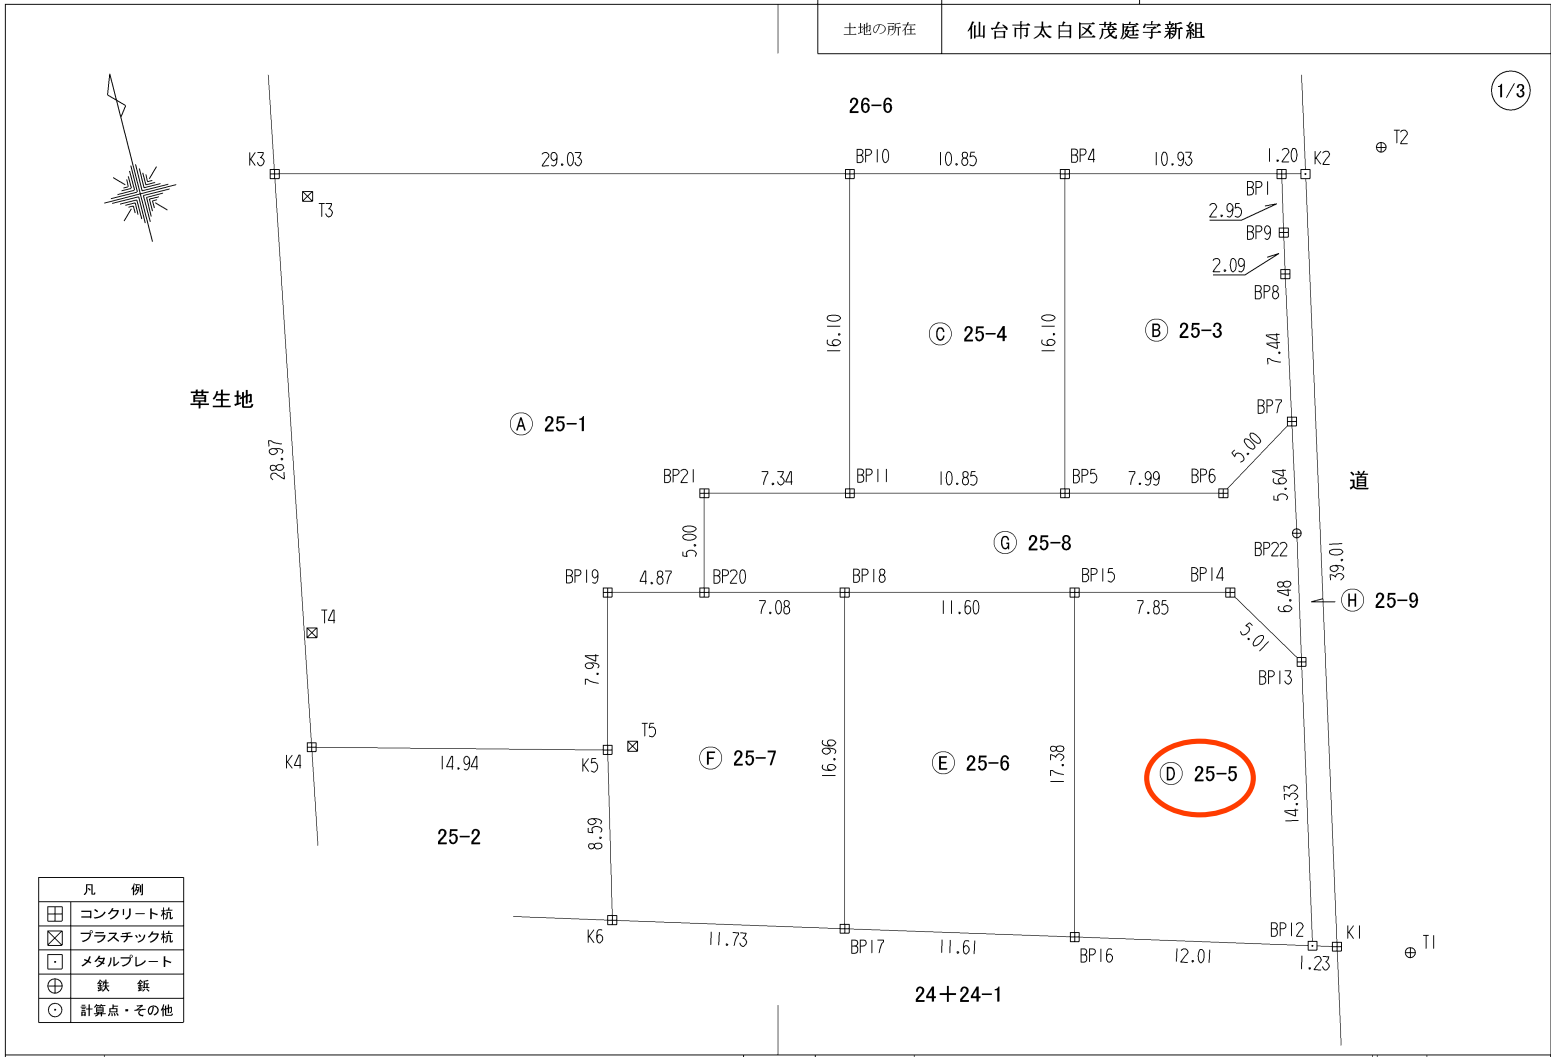 土地の所在 仙台市太白区茂庭字新組
1/3
26-6
K3 29.03 BP10 10.85 BP4 10.93 1.20 K2 T2
T3
BP1
2.95
BP9
2.09
BP8
16.10 C 25-4 16.10 B 25-3 7.44
草生地
A 25-1
BP7
28.97
5.00
BP21 7.34 BP11 10.85 BP5 7.99 BP6 5.64
道
5.00 G 25-8 BP22
39.01
BP19 4.87 BP20 BP18 BP15 BP14
7.08 11.60 7.85 6.48 H 25-9
T4
5.01
7.94
BP13
T5
K4 14.94 K5
F 25-7 16.96 E 25-6 17.38 D 25-5
14.33
25-2 8.59
K6 11.73 BP17 11.61 BP16 12.01 BP12 1.23 K1 T1
24+24-1
凡 例
コンクリート杭
プラスチック杭
メタルプレート
鉄 鋲
計算点・その他